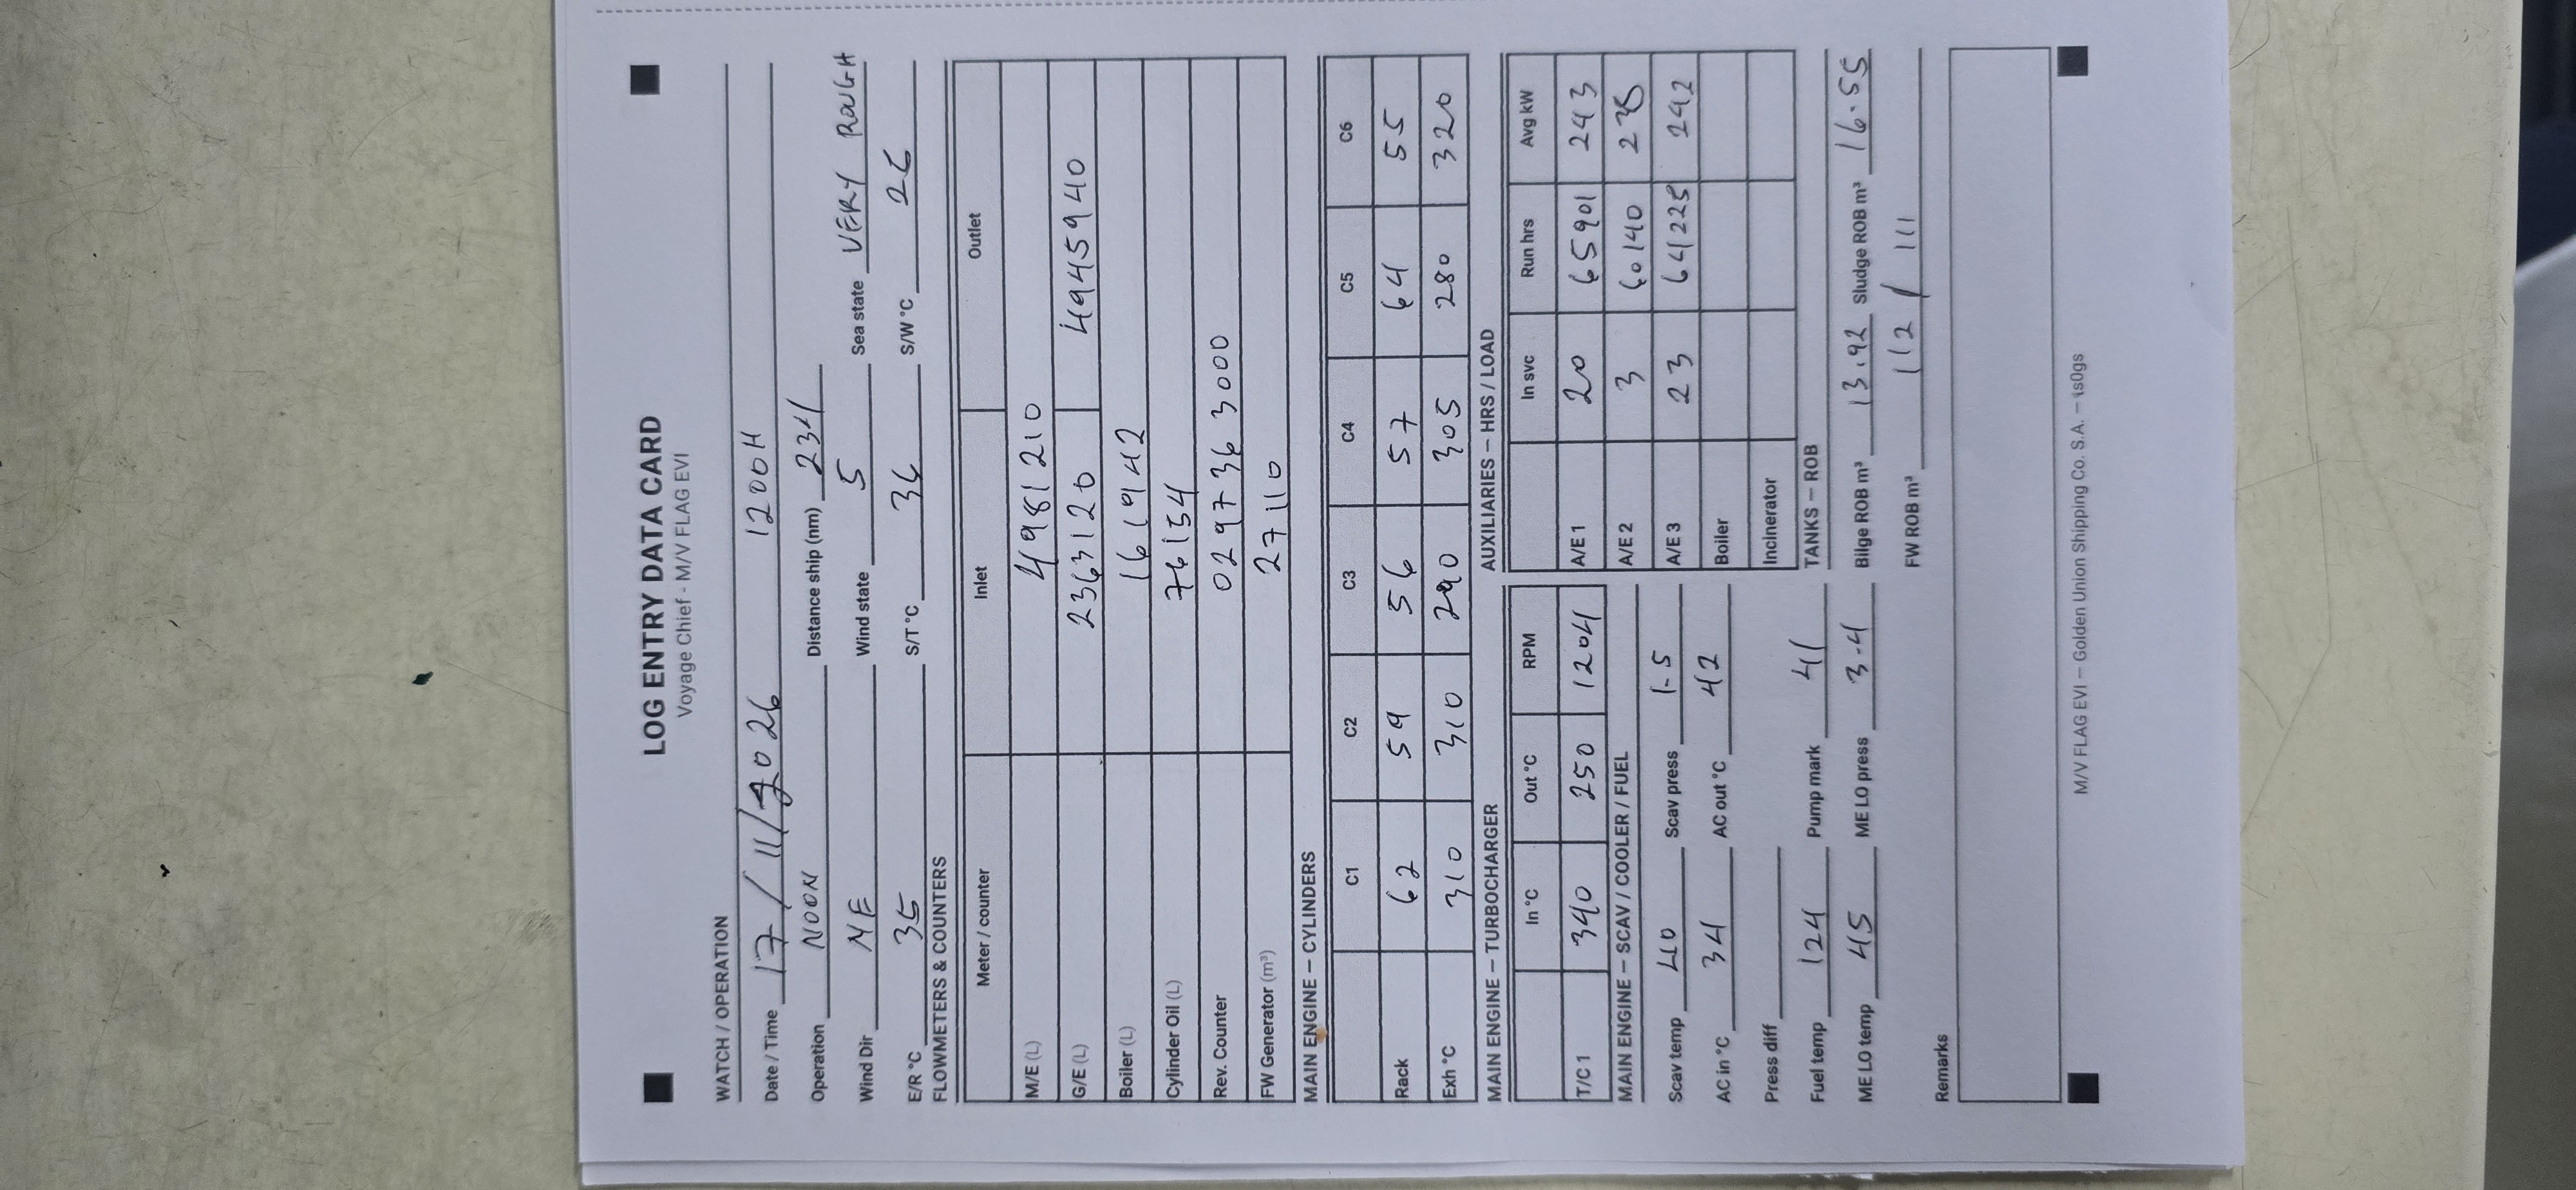 LOG ENTRY DATA CARD
Voyage Chief - M/V FLAG EVI
WATCH / OPERATION
Date / Time 17 / 11/2026 1200H
Operation NOON Distance ship (nm) 234
Wind Dir NE Wind state 5 Sea state VERY ROUGH
E/R °C 35 S/T °C 36 S/W °C 26
FLOWMETERS & COUNTERS
Meter / counter Inlet Outlet
M/E (L) 4981210
G/E (L) 2363120 4945940
Boiler (L) 161942
Cylinder Oil (L) 76154
Rev. Counter 0297363000
FW Generator (m³) 27110
MAIN ENGINE – CYLINDERS
C1 C2 C3 C4 C5 C6
Rack 62 59 56 57 64 55
Exh °C 310 310 290 305 280 320
MAIN ENGINE – TURBOCHARGER
In °C Out °C RPM
T/C 1 340 250 1204
AUXILIARIES – HRS / LOAD
In svc Run hrs Avg kW
A/E 1 20 65901 243
A/E 2 3 60140
A/E 3 23 64225 242
Boiler
Incinerator
MAIN ENGINE – SCAV / COOLER / FUEL
Scav temp 40 Scav press 1-5
AC in °C 34 AC out °C 42
Press diff
Fuel temp 124 Pump mark 41
ME LO temp 45 ME LO press 3-4
TANKS – ROB
Bilge ROB m³ 13.92 Sludge ROB m³ 16.55
FW ROB m³ 112 / 111
Remarks
M/V FLAG EVI – Golden Union Shipping Co. S.A. – ts0gs